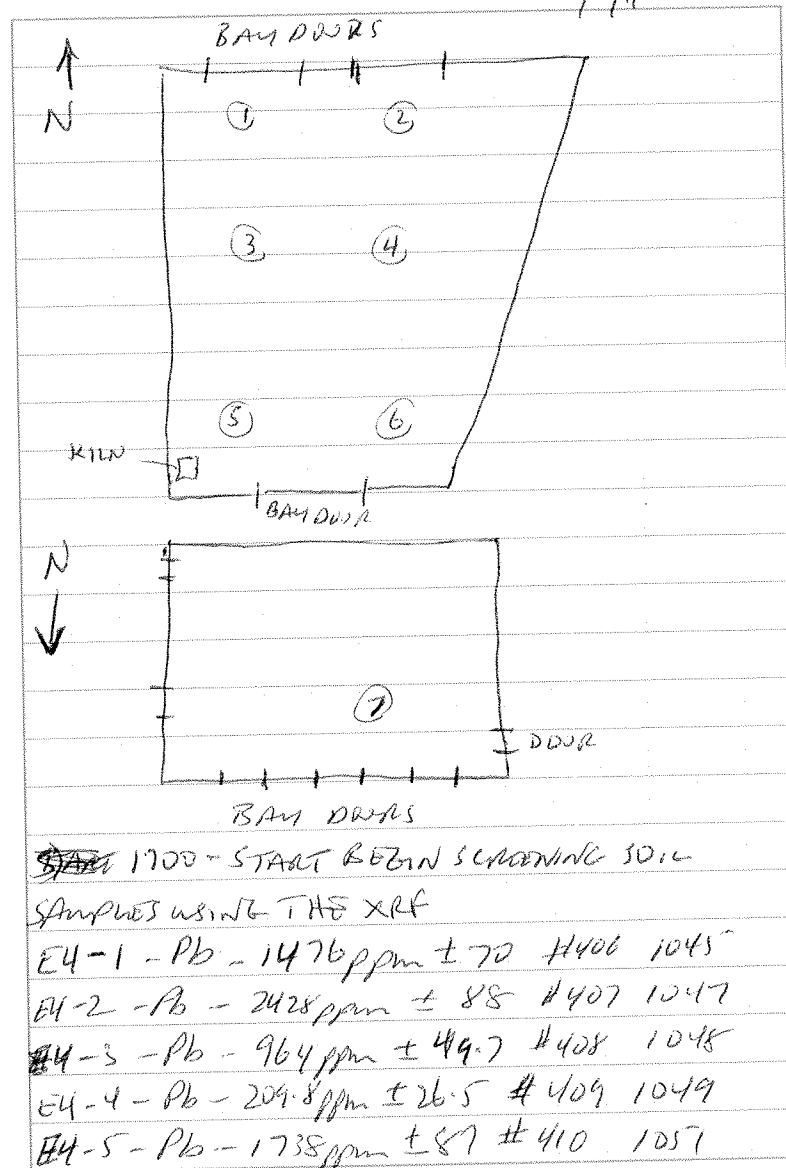 BAY DOORS
N
1 2
3 4
5 6
KILN
BAY DOOR
N
7
DOOR
BAY DOORS
1700 - START BEGIN SCREENING SOIL
SAMPLES USING THE XRF
E4-1 - Pb - 1476 ppm ± 70 #406 1045
E4-2 - Pb - 2428 ppm ± 88 #407 1047
E4-3 - Pb - 964 ppm ± 49.7 #408 1048
E4-4 - Pb - 209.8 ppm ± 26.5 #409 1049
E4-5 - Pb - 1738 ppm ± 87 #410 1051